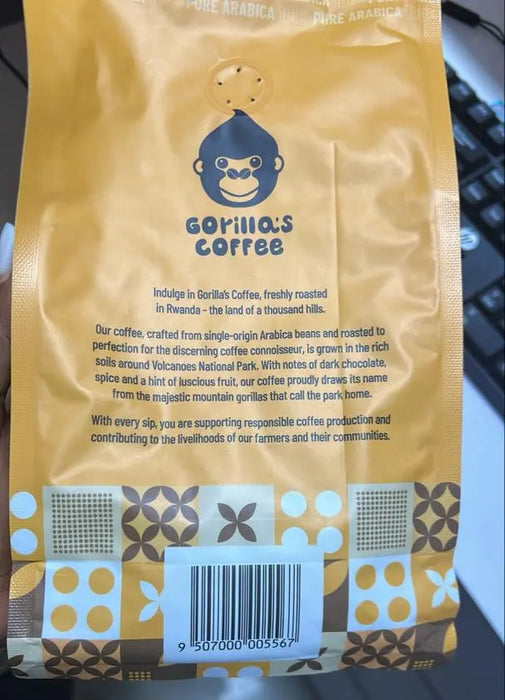 PURE ARABICA PURE ARABICA
GORILLA'S
COFFEE
Indulge in Gorilla's Coffee, freshly roasted
in Rwanda - the land of a thousand hills.
Our coffee, crafted from single-origin Arabica beans and roasted to
perfection for the discerning coffee connoisseur, is grown in the rich
soils around Volcanoes National Park. With notes of dark chocolate,
spice and a hint of luscious fruit, our coffee proudly draws its name
from the majestic mountain gorillas that call the park home.
With every sip, you are supporting responsible coffee production and
contributing to the livelihoods of our farmers and their communities.
9 507000 005567